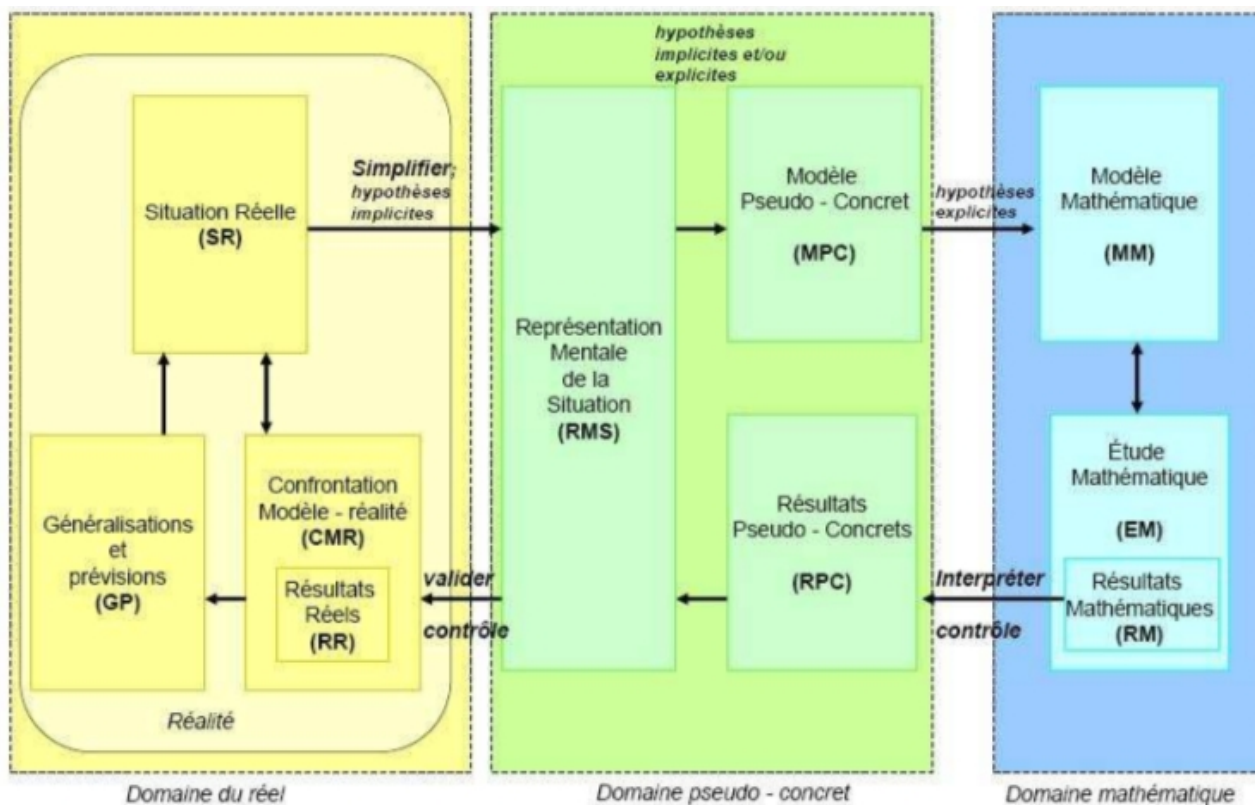 hypothèses
implicites et/ou
explicites
Situation Réelle
(SR)
Simplifier;
hypothèses
implicites
Modèle
Pseudo - Concret
(MPC)
hypothèses
explicites
Modèle
Mathématique
(MM)
Représentation
Mentale
de la
Situation
(RMS)
Généralisations
et
prévisions
(GP)
Confrontation
Modèle - réalité
(CMR)
Résultats
Réels
(RR)
valider
contrôle
Résultats
Pseudo - Concrets
(RPC)
Interpréter
contrôle
Étude
Mathématique
(EM)
Résultats
Mathématiques
(RM)
Réalité
Domaine du réel
Domaine pseudo - concret
Domaine mathématique